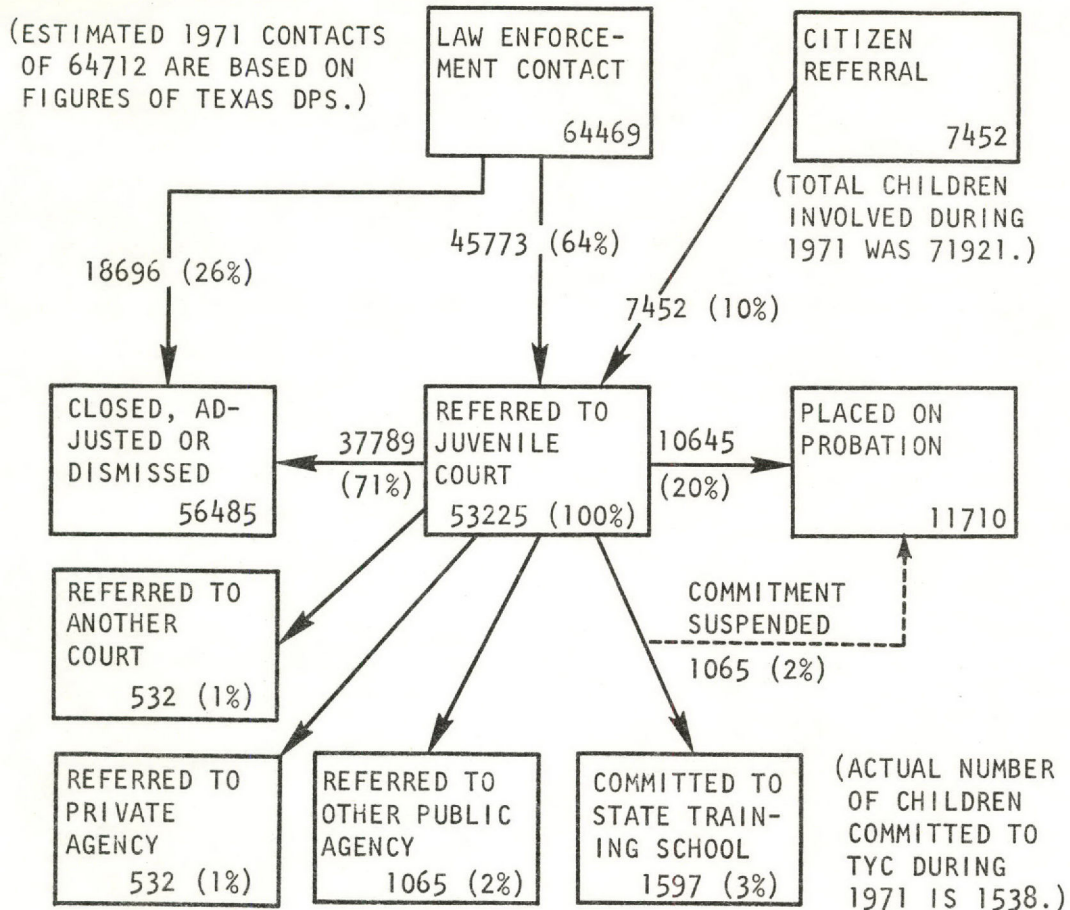 (ESTIMATED 1971 CONTACTS
OF 64712 ARE BASED ON
FIGURES OF TEXAS DPS.)
LAW ENFORCE-
MENT CONTACT
64469
CITIZEN
REFERRAL
7452
(TOTAL CHILDREN
INVOLVED DURING
1971 WAS 71921.)
18696 (26%)
45773 (64%)
7452 (10%)
CLOSED, AD-
JUSTED OR
DISMISSED
56485
37789
(71%)
REFERRED TO
JUVENILE
COURT
53225 (100%)
10645
(20%)
PLACED ON
PROBATION
11710
REFERRED TO
ANOTHER
COURT
532 (1%)
COMMITMENT
SUSPENDED
1065 (2%)
REFERRED TO
PRIVATE
AGENCY
532 (1%)
REFERRED TO
OTHER PUBLIC
AGENCY
1065 (2%)
COMMITTED TO
STATE TRAIN-
ING SCHOOL
1597 (3%)
(ACTUAL NUMBER
OF CHILDREN
COMMITTED TO
TYC DURING
1971 IS 1538.)